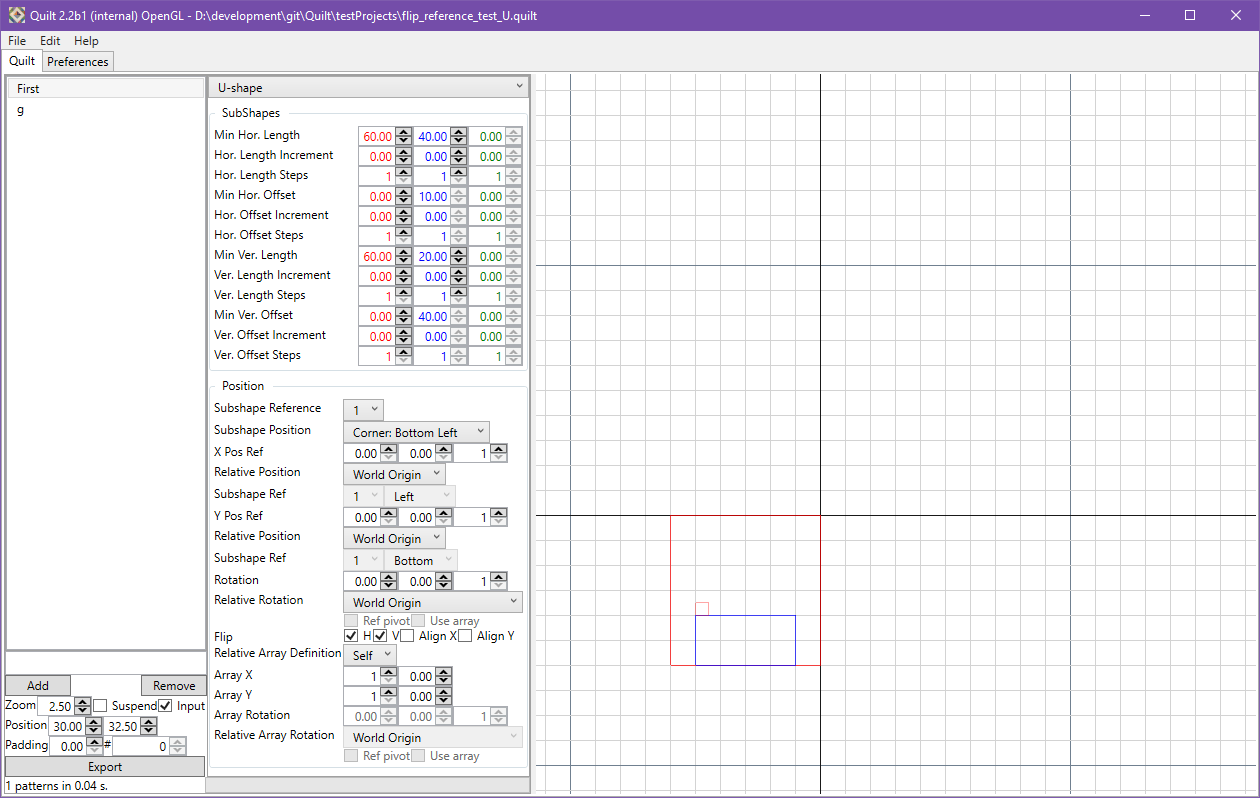 Quilt 2.2b1 (internal) OpenGL - D:\development\git\Quilt\testProjects\flip_reference_test_U.quilt
File Edit Help
Quilt Preferences
First
g
U-shape
SubShapes
Min Hor. Length 60.00 40.00 0.00
Hor. Length Increment 0.00 0.00 0.00
Hor. Length Steps 1 1 1
Min Hor. Offset 0.00 10.00 0.00
Hor. Offset Increment 0.00 0.00 0.00
Hor. Offset Steps 1 1 1
Min Ver. Length 60.00 20.00 0.00
Ver. Length Increment 0.00 0.00 0.00
Ver. Length Steps 1 1 1
Min Ver. Offset 0.00 40.00 0.00
Ver. Offset Increment 0.00 0.00 0.00
Ver. Offset Steps 1 1 1
Position
Subshape Reference 1
Subshape Position Corner: Bottom Left
X Pos Ref 0.00 0.00 1
Relative Position World Origin
Subshape Ref 1 Left
Y Pos Ref 0.00 0.00 1
Relative Position World Origin
Subshape Ref 1 Bottom
Rotation 0.00 0.00 1
Relative Rotation World Origin
Ref pivot Use array
Flip H V Align X Align Y
Relative Array Definition Self
Array X 1 0.00
Array Y 1 0.00
Array Rotation 0.00 0.00 1
Relative Array Rotation World Origin
Ref pivot Use array
Add Remove
Zoom 2.50 Suspend Input
Position 30.00 32.50
Padding 0.00 # 0
Export
1 patterns in 0.04 s.